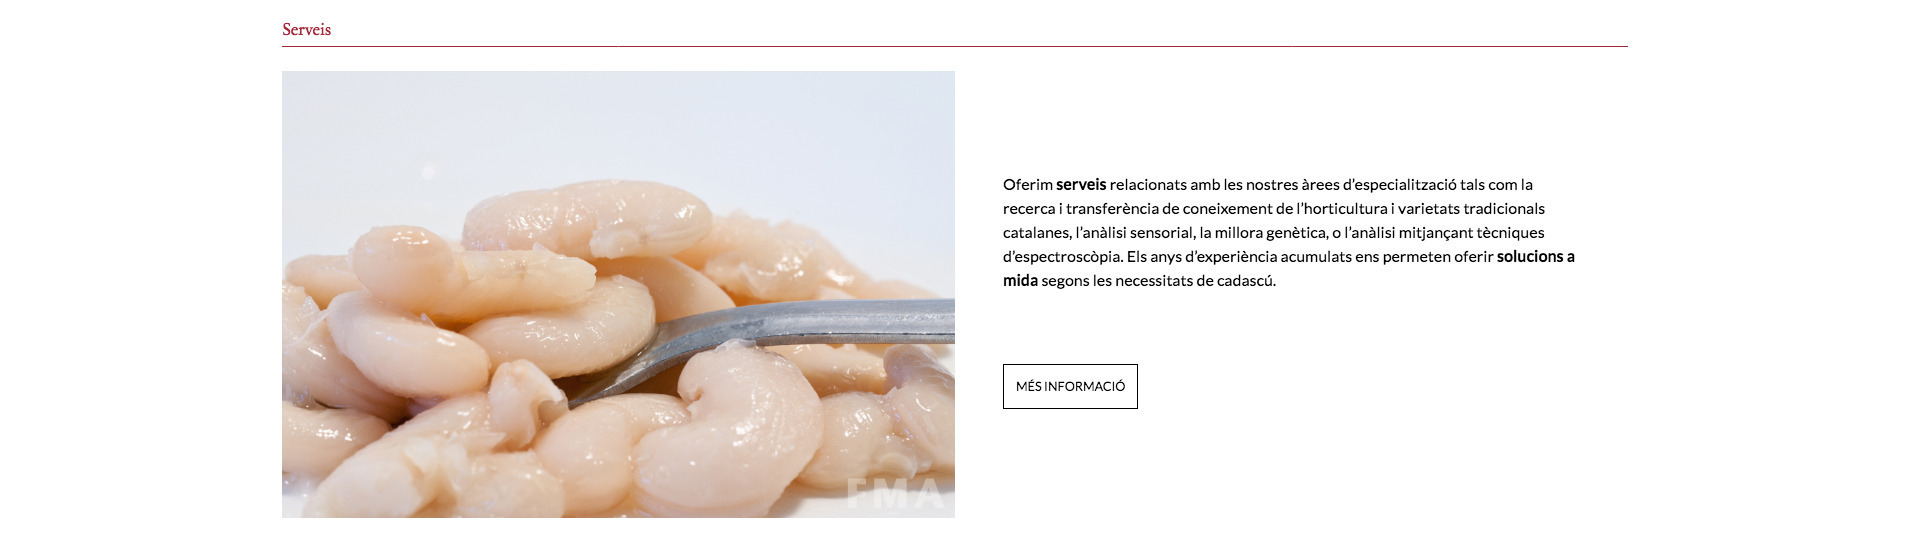 Serveis
Oferim serveis relacionats amb les nostres àrees d’especialització tals com la
recerca i transferència de coneixement de l’horticultura i varietats tradicionals
catalanes, l’anàlisi sensorial, la millora genètica, o l’anàlisi mitjançant tècniques
d’espectroscòpia. Els anys d’experiència acumulats ens permeten oferir solucions a
mida segons les necessitats de cadascú.
MÉS INFORMACIÓ
FMA